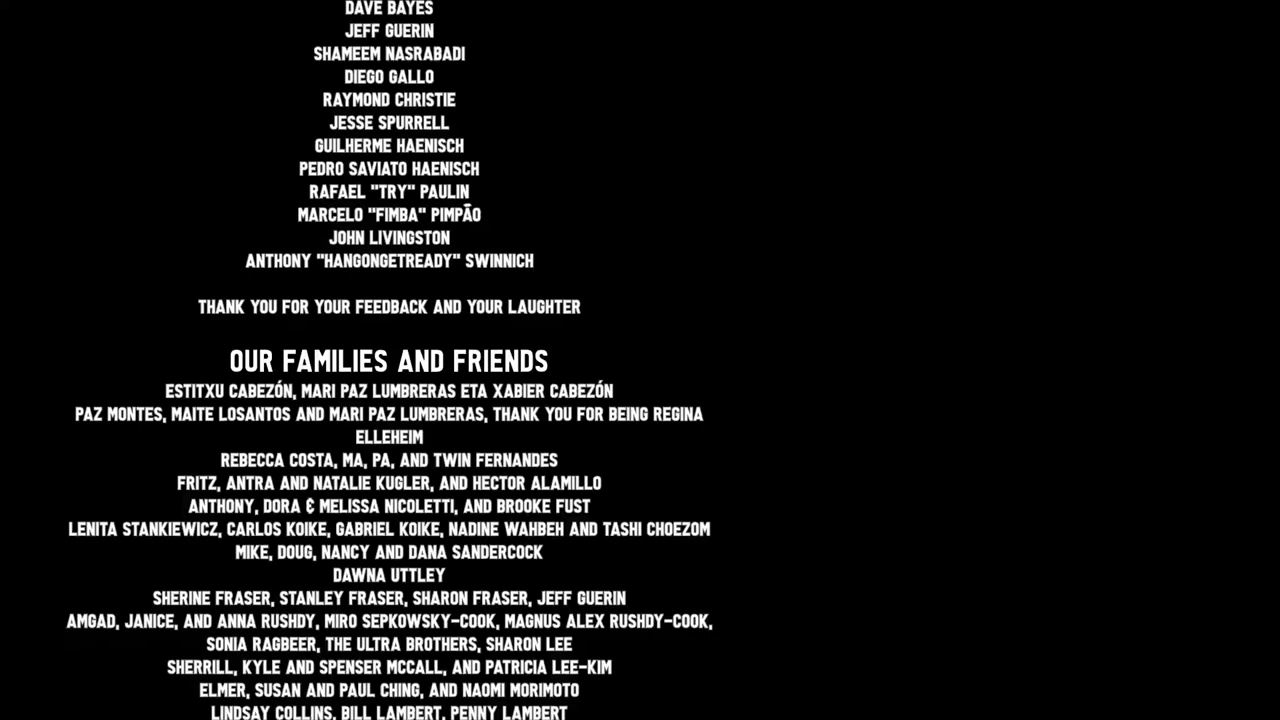 DAVE BAYES
JEFF GUERIN
SHAMEEM NASRABADI
DIEGO GALLO
RAYMOND CHRISTIE
JESSE SPURRELL
GUILHERME HAENISCH
PEDRO SAVIATO HAENISCH
RAFAEL "TRY" PAULIN
MARCELO "FIMBA" PIMPÃO
JOHN LIVINGSTON
ANTHONY "HANGONGETREADY" SWINNICH
THANK YOU FOR YOUR FEEDBACK AND YOUR LAUGHTER
OUR FAMILIES AND FRIENDS
ESTITXU CABEZÓN, MARI PAZ LUMBRERAS ETA XABIER CABEZÓN
PAZ MONTES, MAITE LOSANTOS AND MARI PAZ LUMBRERAS, THANK YOU FOR BEING REGINA
ELLEHEIM
REBECCA COSTA, MA, PA, AND TWIN FERNANDES
FRITZ, ANTRA AND NATALIE KUGLER, AND HECTOR ALAMILLO
ANTHONY, DORA & MELISSA NICOLETTI, AND BROOKE FUST
LENITA STANKIEWICZ, CARLOS KOIKE, GABRIEL KOIKE, NADINE WAHBEH AND TASHI CHOEZOM
MIKE, DOUG, NANCY AND DANA SANDERCOCK
DAWNA UTTLEY
SHERINE FRASER, STANLEY FRASER, SHARON FRASER, JEFF GUERIN
AMGAD, JANICE, AND ANNA RUSHDY, MIRO SEPKOWSKY-COOK, MAGNUS ALEX RUSHDY-COOK,
SONIA RAGBEER, THE ULTRA BROTHERS, SHARON LEE
SHERRILL, KYLE AND SPENSER MCCALL, AND PATRICIA LEE-KIM
ELMER, SUSAN AND PAUL CHING, AND NAOMI MORIMOTO
LINDSAY COLLINS, BILL LAMBERT, PENNY LAMBERT